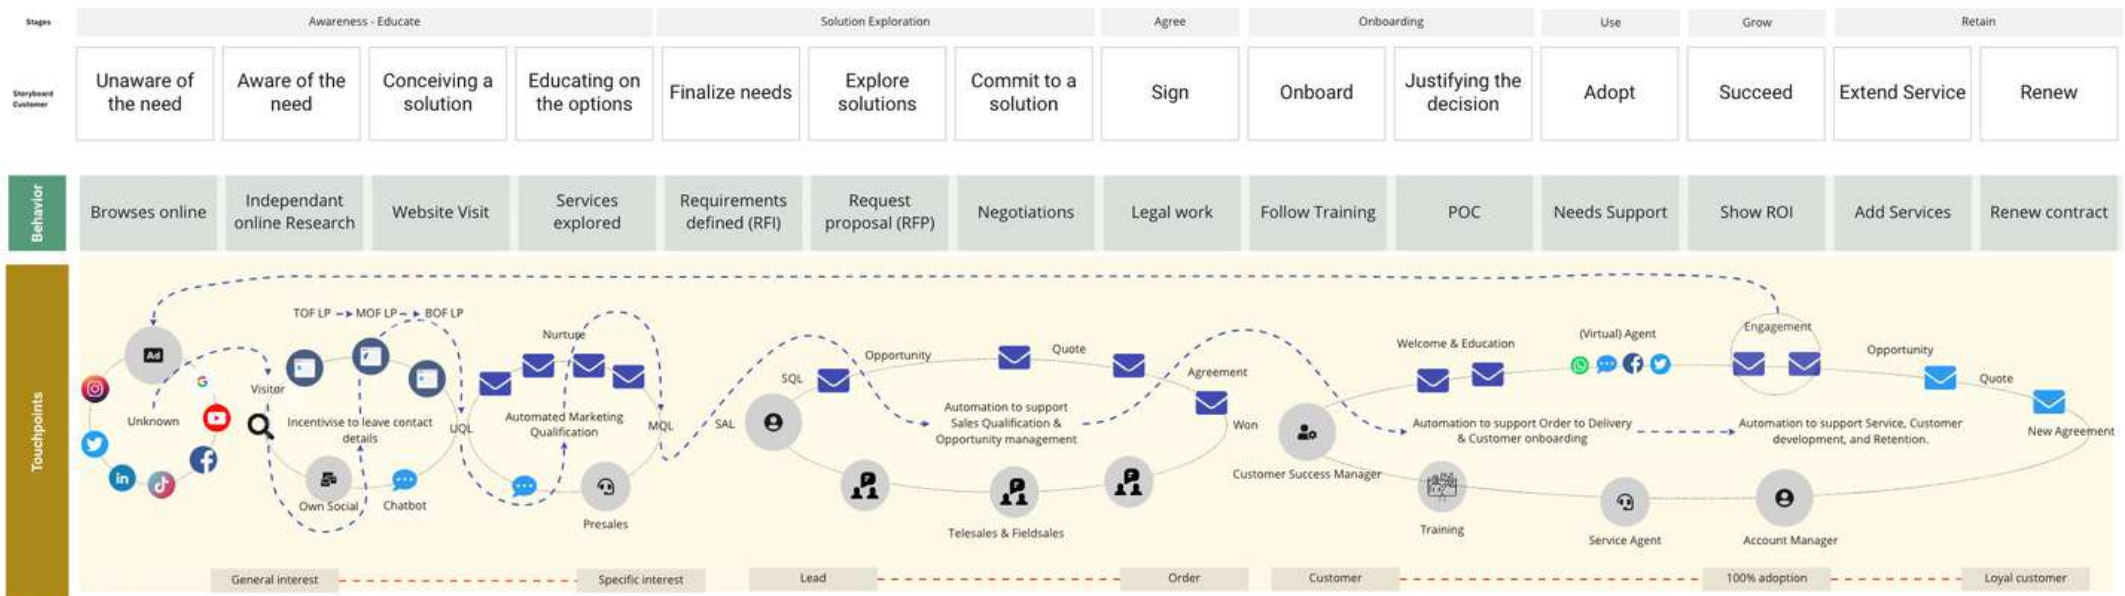 Stages
Awareness - Educate
Solution Exploration
Agree
Onboarding
Use
Grow
Retain
Storyboard
Customer
Unaware of
the need
Aware of the
need
Conceiving a
solution
Educating on
the options
Finalize needs
Explore
solutions
Commit to a
solution
Sign
Onboard
Justifying the
decision
Adopt
Succeed
Extend Service
Renew
Behavior
Browses online
Independant
online Research
Website Visit
Services
explored
Requirements
defined (RFI)
Request
proposal (RFP)
Negotiations
Legal work
Follow Training
POC
Needs Support
Show ROI
Add Services
Renew contract
Touchpoints
Ad
G
in
Unknown
Visitor
TOF LP
MOF LP
BOF LP
Incentivise to leave contact
details
Own Social
Chatbot
UQL
Nurture
Automated Marketing
Qualification
Presales
MQL
SAL
SQL
Opportunity
Quote
Automation to support
Sales Qualification &
Opportunity management
Telesales & Fieldsales
Agreement
Won
Customer Success Manager
Welcome & Education
Automation to support Order to Delivery
& Customer onboarding
Training
(Virtual) Agent
Service Agent
Engagement
Automation to support Service, Customer
development, and Retention.
Account Manager
Opportunity
Quote
New Agreement
General interest
Specific interest
Lead
Order
Customer
100% adoption
Loyal customer